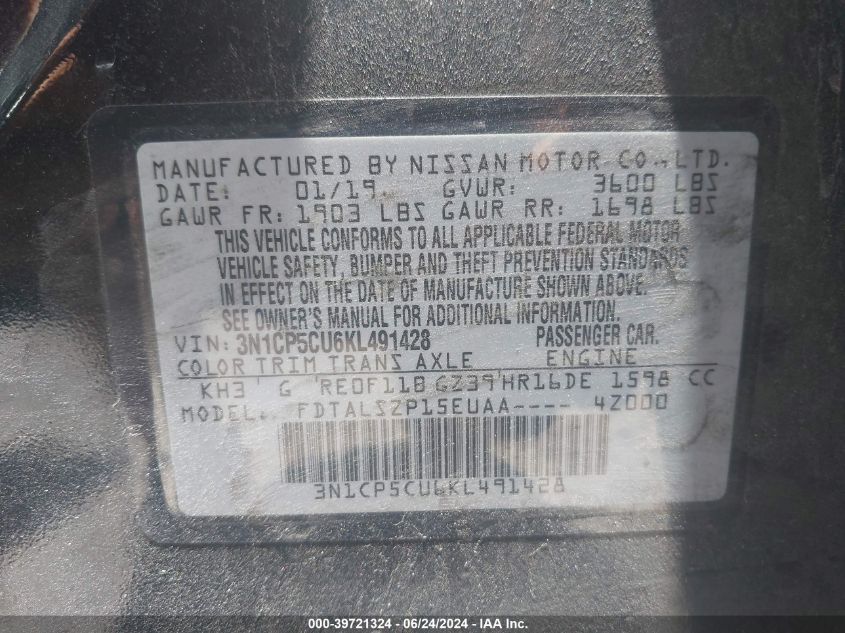 MANUFACTURED BY NISSAN MOTOR CO., LTD.
DATE: 01/19 GVWR: 3600 LBS
GAWR FR: 1903 LBS GAWR RR: 1698 LBS
THIS VEHICLE CONFORMS TO ALL APPLICABLE FEDERAL MOTOR
VEHICLE SAFETY, BUMPER AND THEFT PREVENTION STANDARDS
IN EFFECT ON THE DATE OF MANUFACTURE SHOWN ABOVE.
SEE OWNER'S MANUAL FOR ADDITIONAL INFORMATION.
VIN: 3N1CP5CU6KL491428 PASSENGER CAR.
COLOR TRIM TRANS AXLE ENGINE
KH3 G RE0F11B GZ39 HR16DE 1598 CC
MODEL. FDTALSZP15EUAA---- 4Z000
3N1CP5CU6KL491428
000-39721324 - 06/24/2024 - IAA Inc.